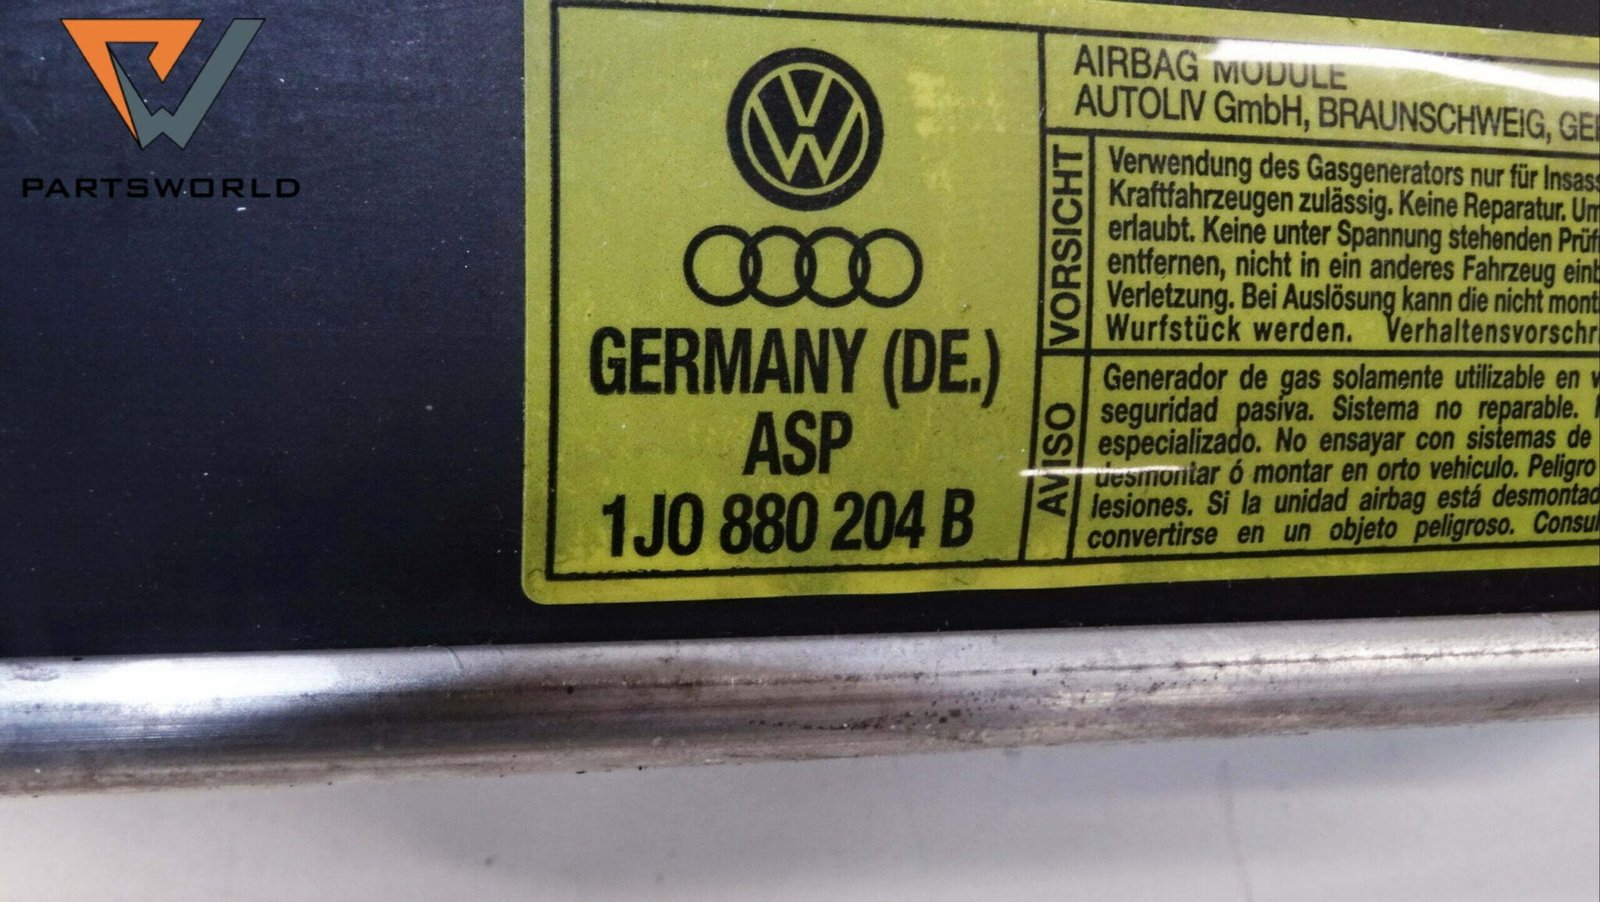 PARTSWORLD
GERMANY (DE.)
ASP
1J0 880 204 B
AIRBAG MODULE
AUTOLIV GmbH, BRAUNSCHWEIG,
VORSICHT
Verwendung des Gasgenerators nur für
Kraftfahrzeugen zulässig. Keine Reparatur.
erlaubt. Keine unter Spannung stehenden
entfernen, nicht in ein anderes Fahrzeug
Verletzung. Bei Auslösung kann die nicht
Wurfstück werden. Verhaltensvorschri
AVISO
Generador de gas solamente utilizable en
seguridad pasiva. Sistema no reparable.
especializado. No ensayar con sistemas de
desmontar ó montar en orto vehiculo. Peligro
lesiones. Si la unidad airbag está desmontad
convertirse en un objeto peligroso. Consul